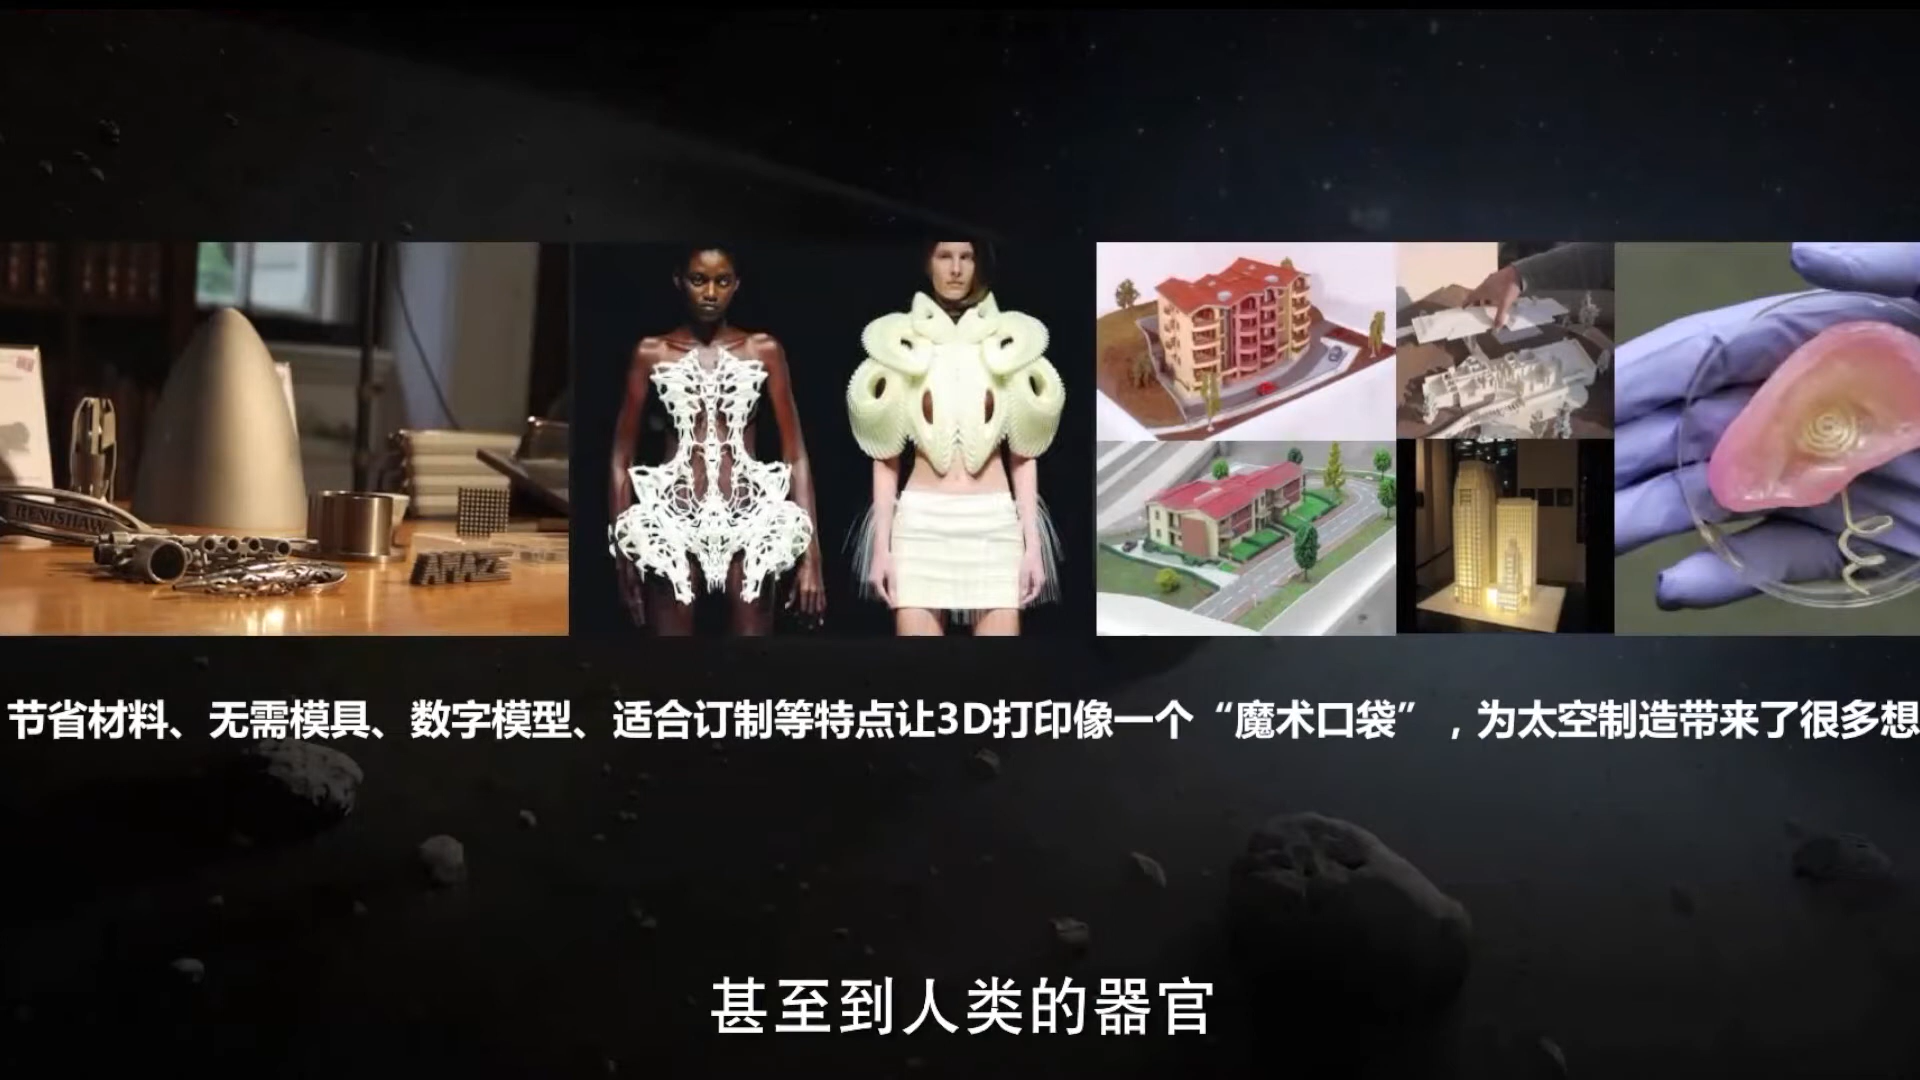 RENISHAW
AMAZE
节省材料、无需模具、数字模型、适合订制等特点让3D打印像一个“魔术口袋”，为太空制造带来了很多想
甚至到人类的器官